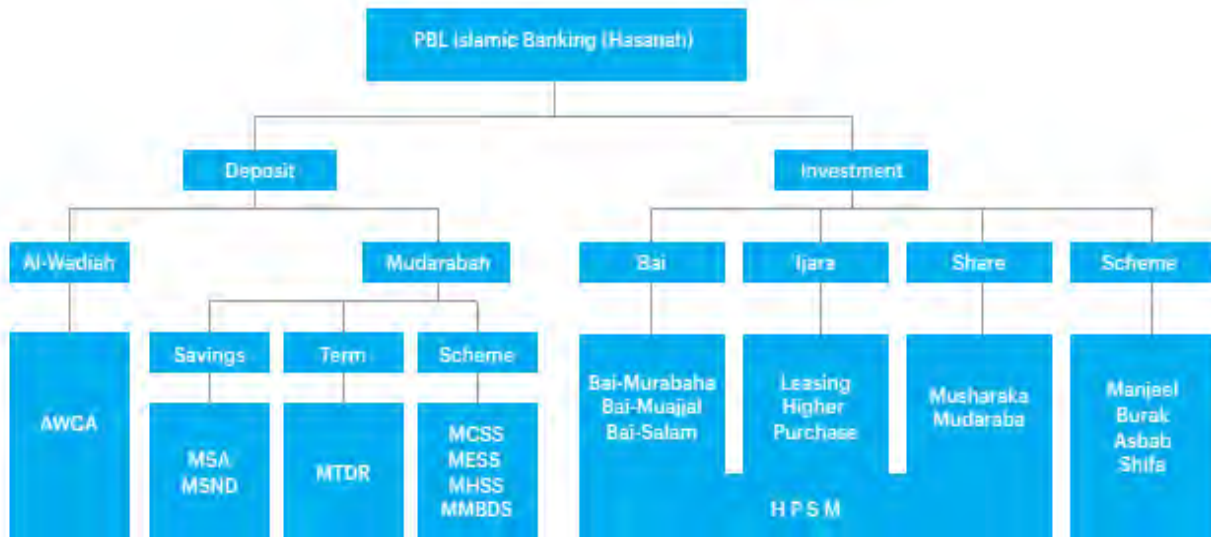 PBL Islamic Banking (Hasanah)
Deposit
Investment
Al-Wadiah
Mudarabah
Bai
Ijara
Share
Scheme
AWCA
Savings
Term
Scheme
MSA
MSND
MTDR
MCSS
MESS
MHSS
MMBDS
Bai-Murabaha
Bai-Muajjal
Bai-Salam
Leasing
Higher
Purchase
Musharaka
Mudaraba
Manjeel
Burak
Asbab
Shifa
H P S M